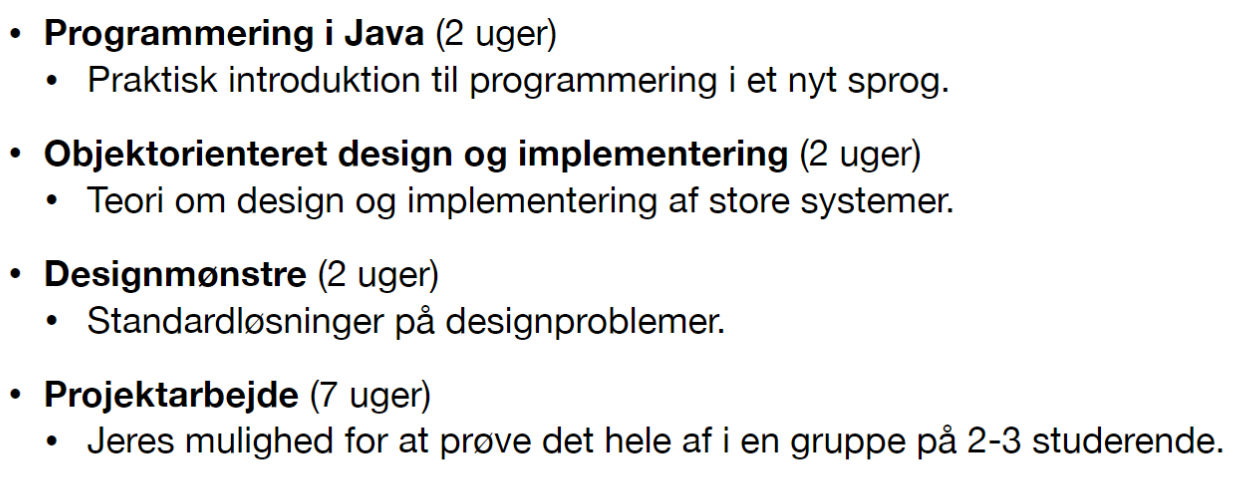 • Programmering i Java (2 uger)
• Praktisk introduktion til programmering i et nyt sprog.
• Objektorienteret design og implementering (2 uger)
• Teori om design og implementering af store systemer.
• Designmønstre (2 uger)
• Standardløsninger på designproblemer.
• Projektarbejde (7 uger)
• Jeres mulighed for at prøve det hele af i en gruppe på 2-3 studerende.